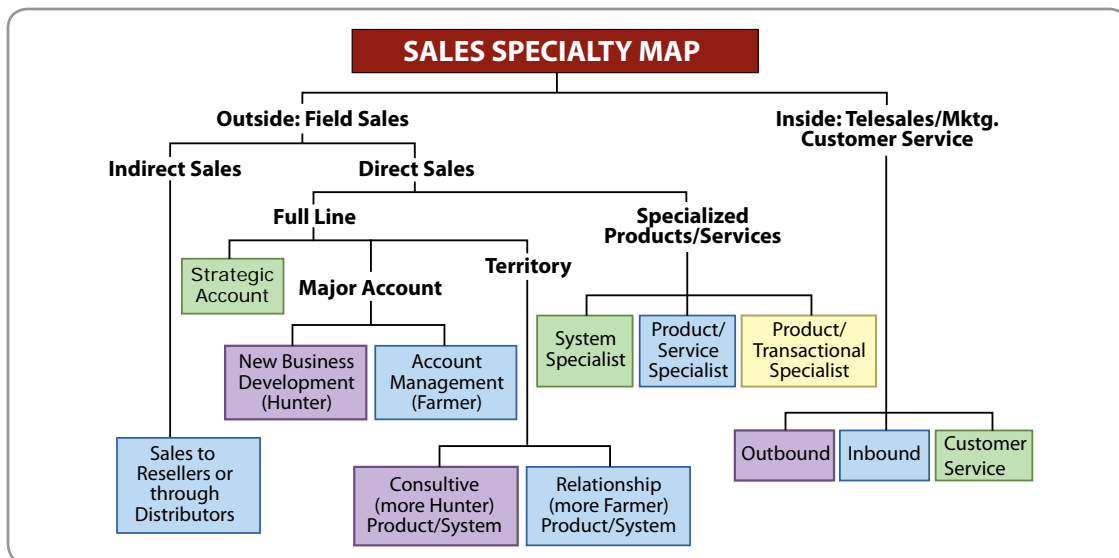 SALES SPECIALTY MAP
Outside: Field Sales
Inside: Telesales/Mktg.
Customer Service
Indirect Sales
Direct Sales
Full Line
Specialized
Products/Services
Strategic
Account
Major Account
Territory
New Business
Development
(Hunter)
Account
Management
(Farmer)
System
Specialist
Product/
Service
Specialist
Product/
Transactional
Specialist
Sales to
Resellers or
through
Distributors
Consultive
(more Hunter)
Product/System
Relationship
(more Farmer)
Product/System
Outbound
Inbound
Customer
Service